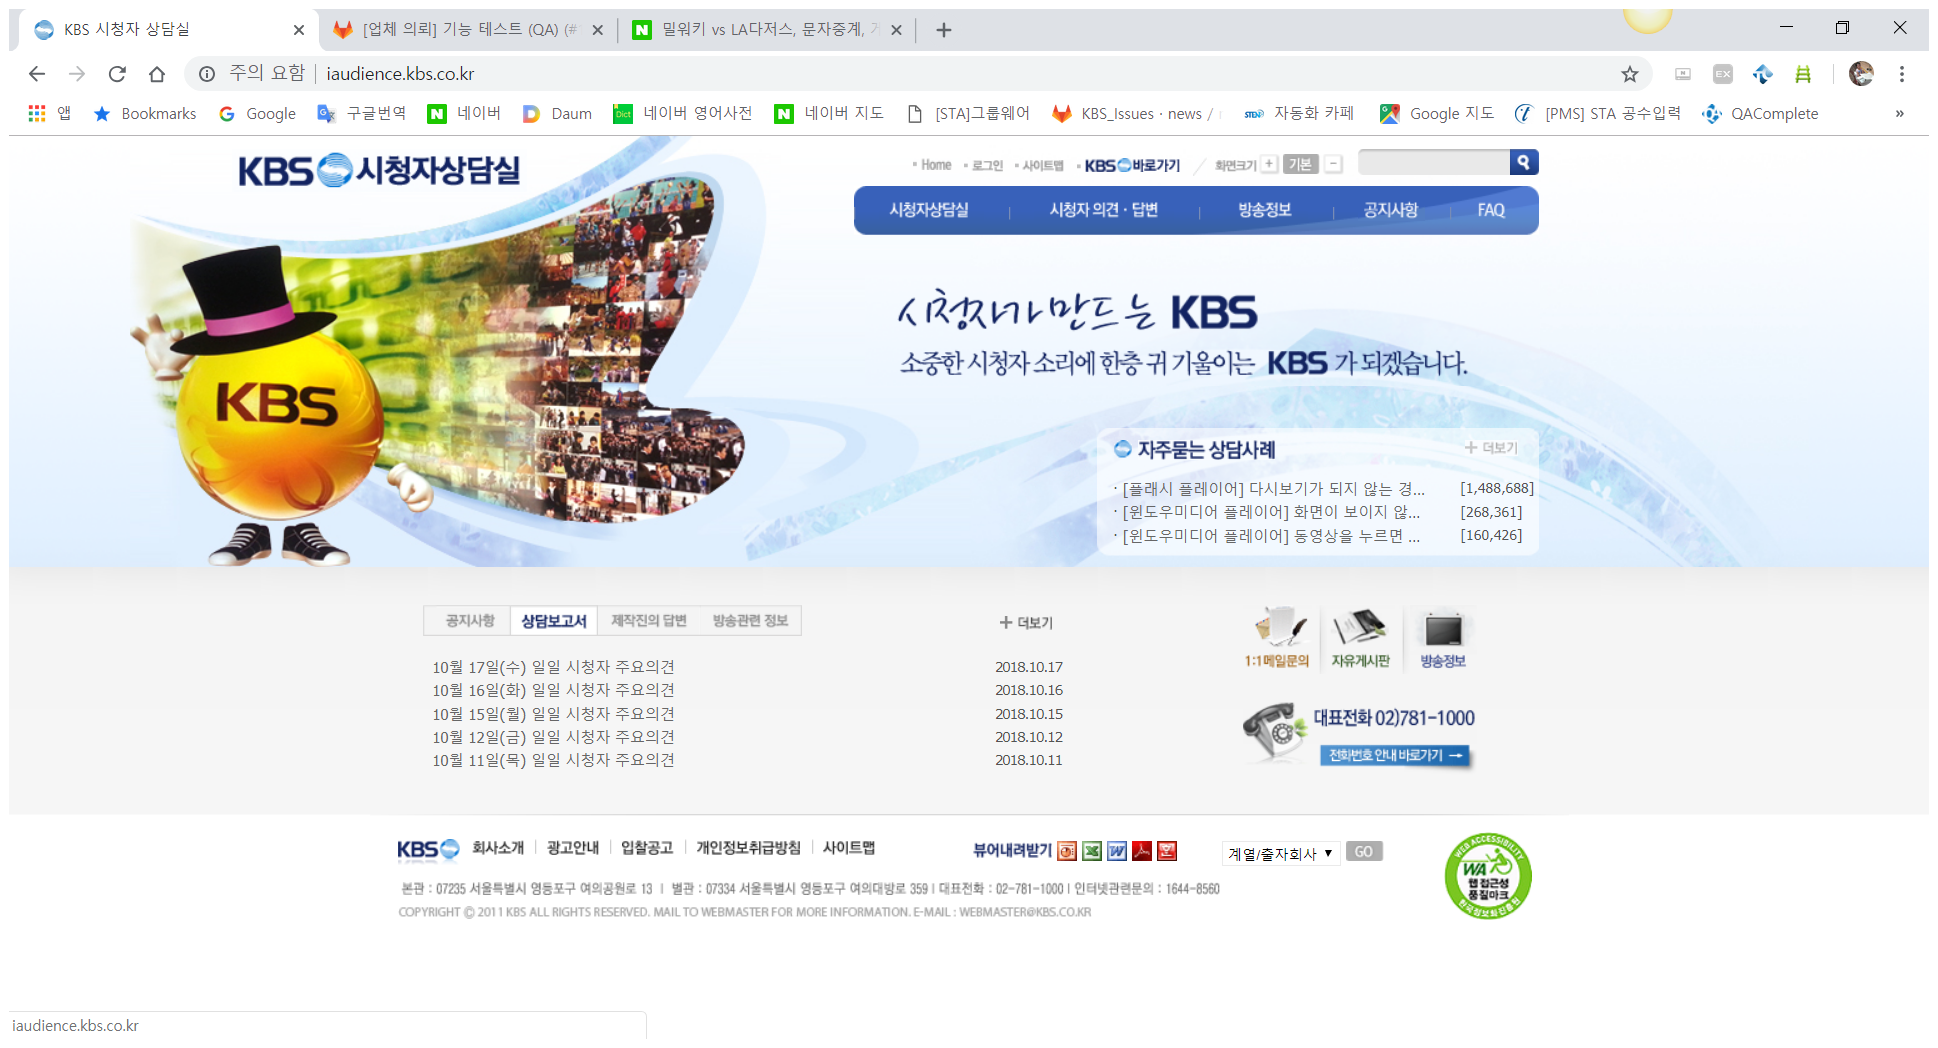 KBS 시청자 상담실
[업체 의뢰] 기능 테스트 (QA) (#
밀워키 vs LA다저스, 문자중계,
주의 요함 iaudience.kbs.co.kr
앱 Bookmarks Google 구글번역 네이버 Daum 네이버 영어사전 네이버 지도 [STA]그룹웨어 KBS_Issues · news / 자동화 카페 Google 지도 [PMS] STA 공수입력 QAComplete »
KBS 시청자상담실
Home 로그인 사이트맵 KBS 바로가기 화면크기 + 기본 -
시청자상담실 시청자 의견 · 답변 방송정보 공지사항 FAQ
KBS
시청자가 만드는 KBS
소중한 시청자 소리에 한층 귀 기울이는 KBS 가 되겠습니다.
자주묻는 상담사례 + 더보기
· [플래시 플레이어] 다시보기가 되지 않는 경... [1,488,688]
· [윈도우미디어 플레이어] 화면이 보이지 않... [268,361]
· [윈도우미디어 플레이어] 동영상을 누르면 ... [160,426]
공지사항 상담보고서 제작진의 답변 방송관련 정보 + 더보기
10월 17일(수) 일일 시청자 주요의견 2018.10.17
10월 16일(화) 일일 시청자 주요의견 2018.10.16
10월 15일(월) 일일 시청자 주요의견 2018.10.15
10월 12일(금) 일일 시청자 주요의견 2018.10.12
10월 11일(목) 일일 시청자 주요의견 2018.10.11
1:1메일문의 자유게시판 방송정보
대표전화 02)781-1000
전화번호 안내 바로가기 →
KBS 회사소개 | 광고안내 | 입찰공고 | 개인정보취급방침 | 사이트맵
뷰어내려받기
계열/출자회사 ▼ GO
본관 : 07235 서울특별시 영등포구 여의공원로 13 | 별관 : 07334 서울특별시 영등포구 여의대방로 359 | 대표전화 : 02-781-1000 | 인터넷관련문의 : 1644-8560
COPYRIGHT ⓒ 2011 KBS ALL RIGHTS RESERVED. MAIL TO WEBMASTER FOR MORE INFORMATION. E-MAIL : WEBMASTER@KBS.CO.KR
WEB ACCESSIBILITY
WA
웹 접근성
품질마크
한국정보화진흥원
iaudience.kbs.co.kr